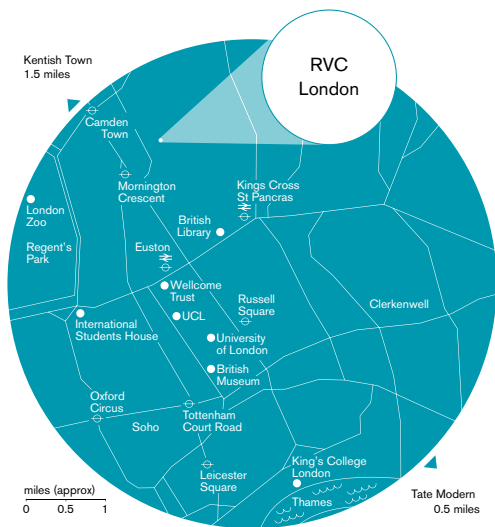 Kentish Town
1.5 miles
RVC
London
Camden
Town
Mornington
Crescent
Kings Cross
St Pancras
London
Zoo
British
Library
Regent's
Park
Euston
Wellcome
Trust
Russell
Square
Clerkenwell
UCL
International
Students House
University
of London
British
Museum
Oxford
Circus
Soho
Tottenham
Court Road
Leicester
Square
King's College
London
Thames
miles (approx)
0 0.5 1
Tate Modern
0.5 miles